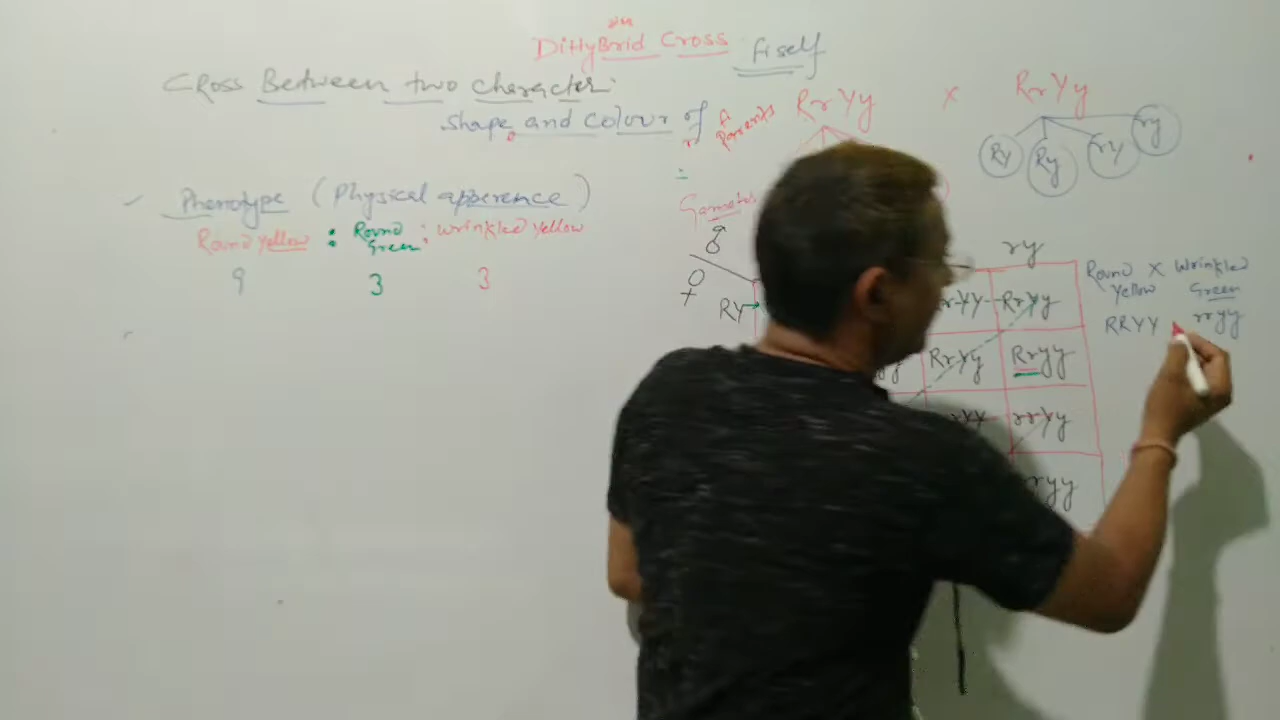 DiHyBrid Cross F1 self
CRoss Between two character:
Shape and Colour of
Parents RrYy × RrYy
RY Ry rY ry
Phenotype (Physical apperence)
Gametes
Round yellow : Round Green : wrinkled yellow
9 3 3
♂
♀
ry
RY→
RrYY RrYy
RrYy Rryy
rrYY rrYy
rryy
Round Yellow × Wrinkled Green
RRYY rryy